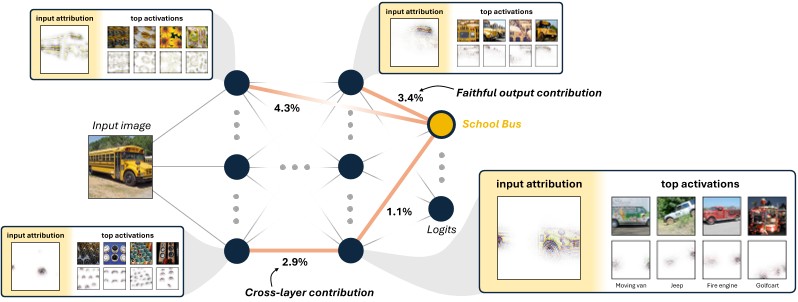 input attribution
top activations
input attribution
top activations
3.4%
Faithful output contribution
4.3%
Input image
School Bus
input attribution
top activations
1.1%
Logits
input attribution
top activations
2.9%
Cross-layer contribution
Moving van
Jeep
Fire engine
Golfcart